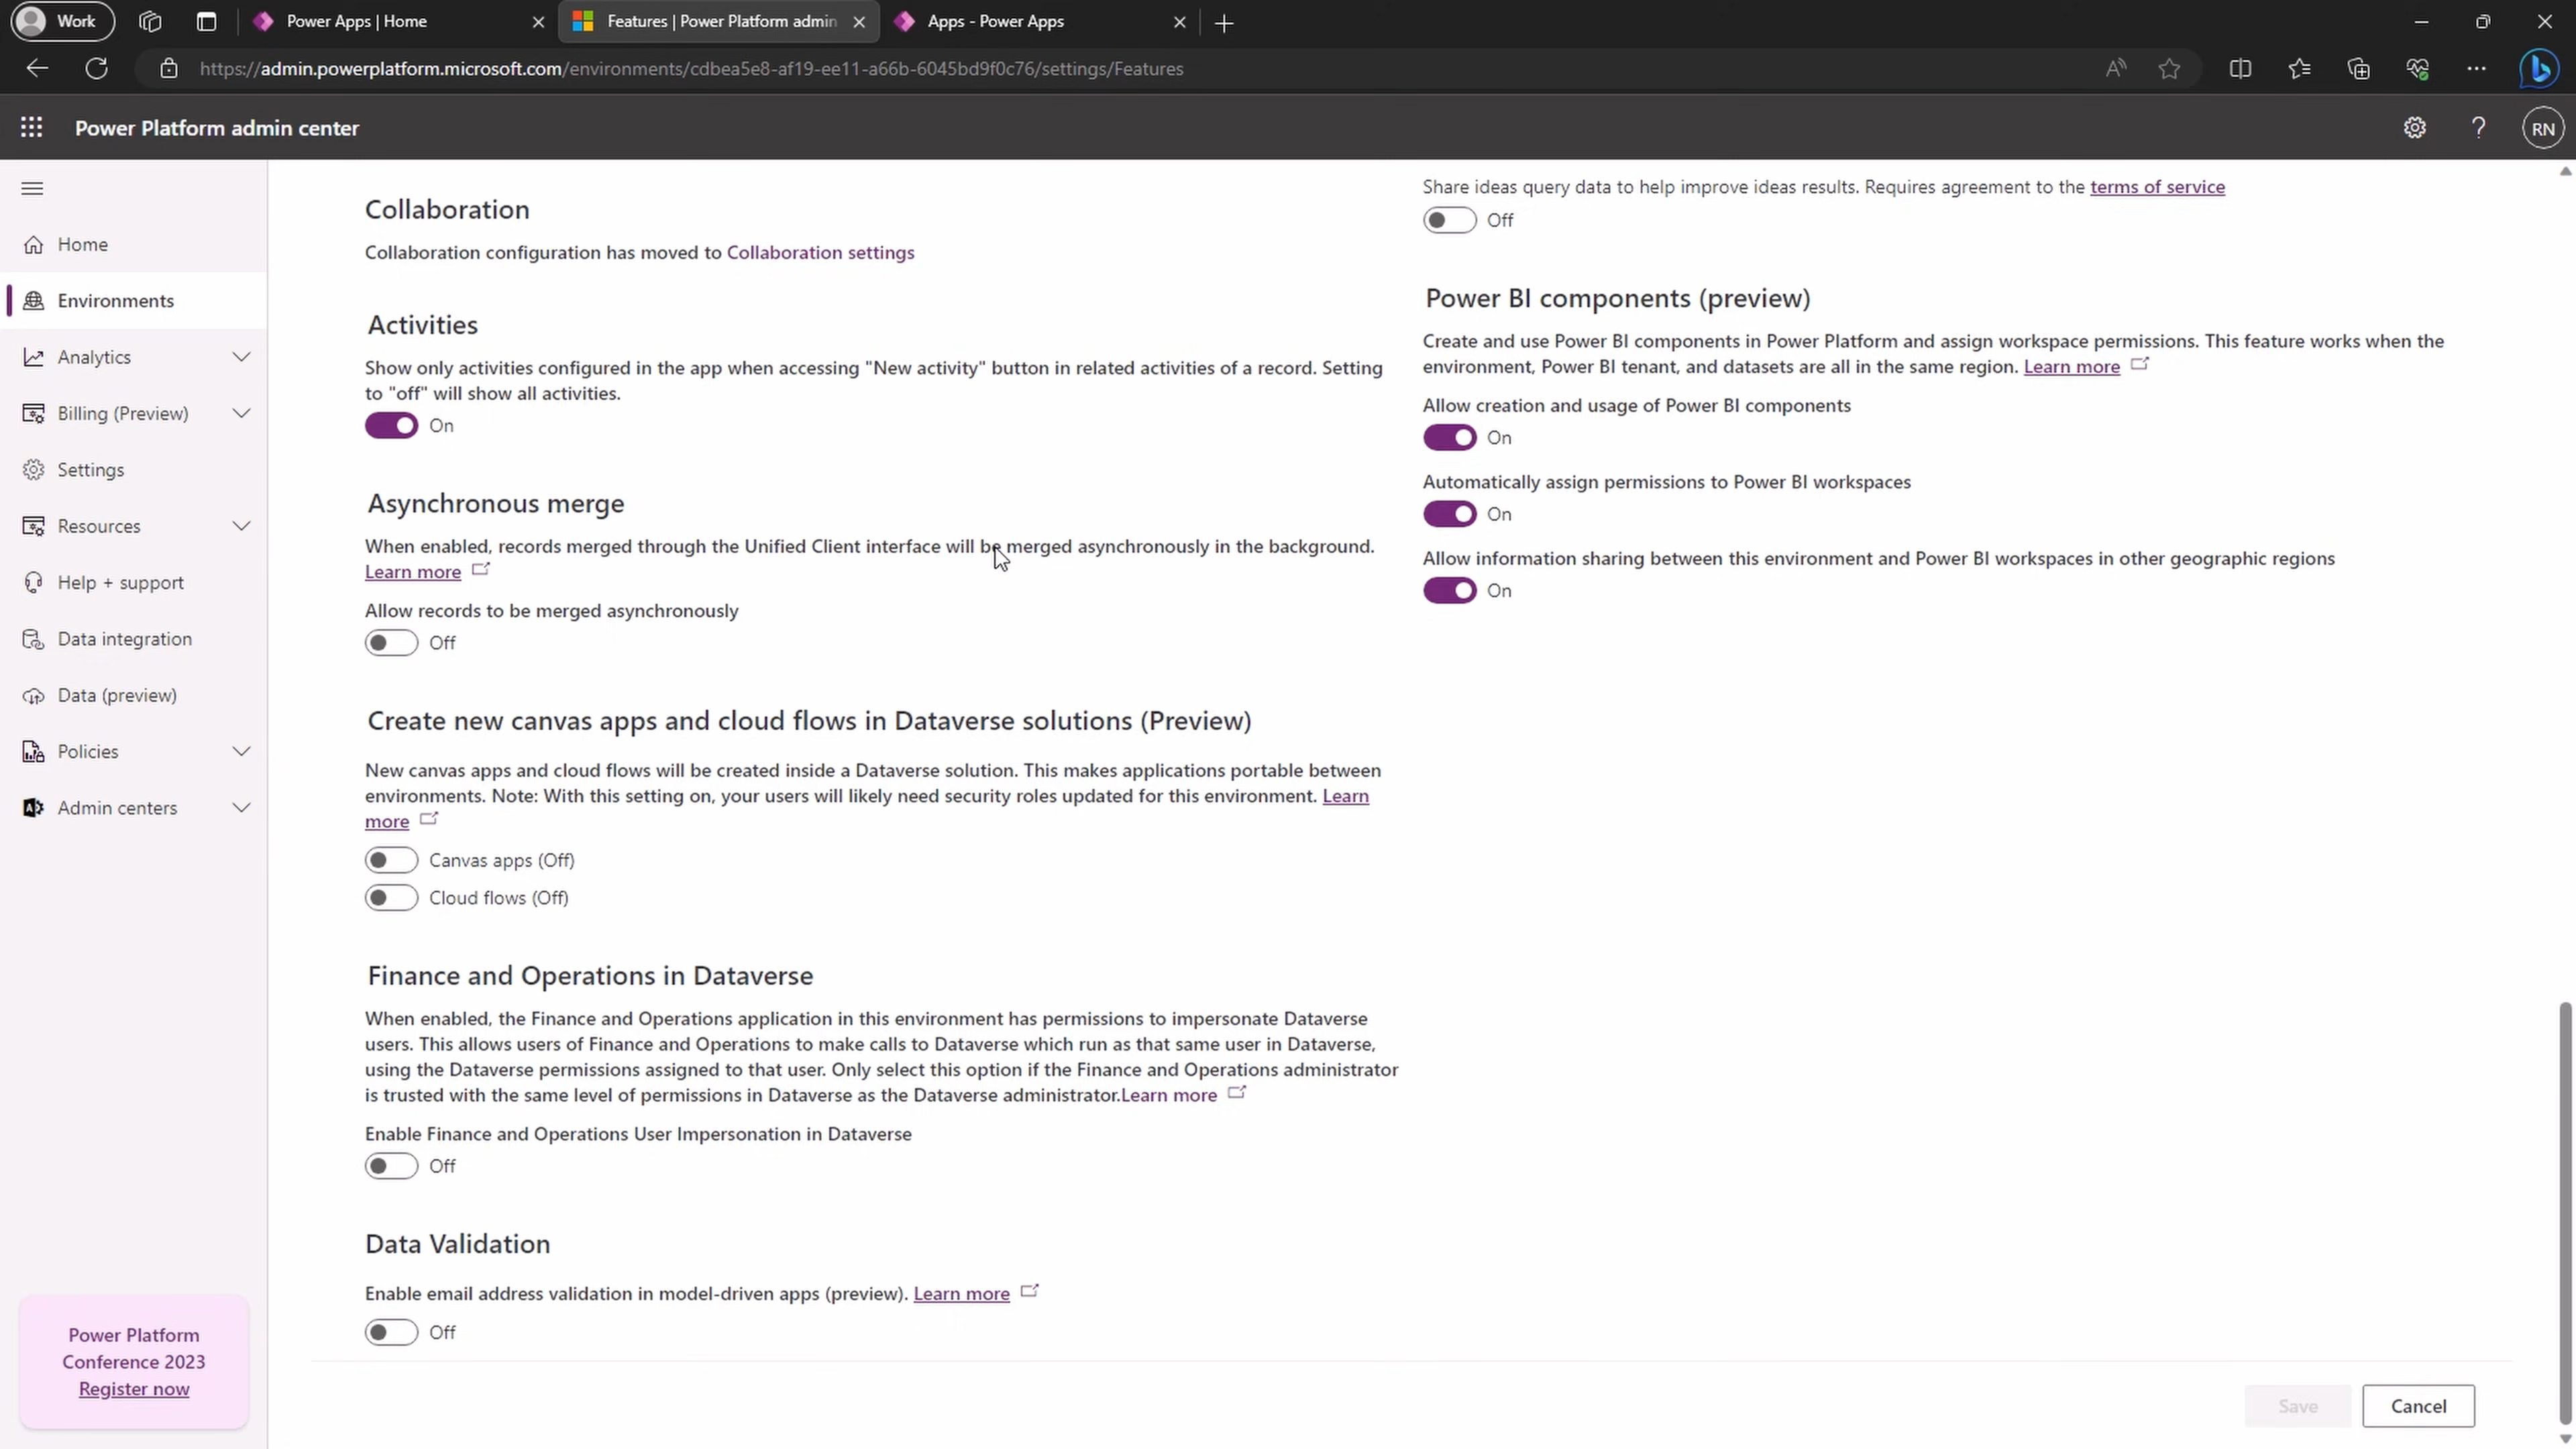 Work
Power Apps | Home
Features | Power Platform admin
Apps - Power Apps
https://admin.powerplatform.microsoft.com/environments/cdbea5e8-af19-ee11-a66b-6045bd9f0c76/settings/Features
Power Platform admin center
RN
Home
Environments
Analytics
Billing (Preview)
Settings
Resources
Help + support
Data integration
Data (preview)
Policies
Admin centers
Power Platform
Conference 2023
Register now
Collaboration
Collaboration configuration has moved to Collaboration settings
Activities
Show only activities configured in the app when accessing "New activity" button in related activities of a record. Setting
to "off" will show all activities.
On
Asynchronous merge
When enabled, records merged through the Unified Client interface will be merged asynchronously in the background.
Learn more
Allow records to be merged asynchronously
Off
Create new canvas apps and cloud flows in Dataverse solutions (Preview)
New canvas apps and cloud flows will be created inside a Dataverse solution. This makes applications portable between
environments. Note: With this setting on, your users will likely need security roles updated for this environment. Learn
more
Canvas apps (Off)
Cloud flows (Off)
Finance and Operations in Dataverse
When enabled, the Finance and Operations application in this environment has permissions to impersonate Dataverse
users. This allows users of Finance and Operations to make calls to Dataverse which run as that same user in Dataverse,
using the Dataverse permissions assigned to that user. Only select this option if the Finance and Operations administrator
is trusted with the same level of permissions in Dataverse as the Dataverse administrator.Learn more
Enable Finance and Operations User Impersonation in Dataverse
Off
Data Validation
Enable email address validation in model-driven apps (preview). Learn more
Off
Share ideas query data to help improve ideas results. Requires agreement to the terms of service
Off
Power BI components (preview)
Create and use Power BI components in Power Platform and assign workspace permissions. This feature works when the
environment, Power BI tenant, and datasets are all in the same region. Learn more
Allow creation and usage of Power BI components
On
Automatically assign permissions to Power BI workspaces
On
Allow information sharing between this environment and Power BI workspaces in other geographic regions
On
Save
Cancel